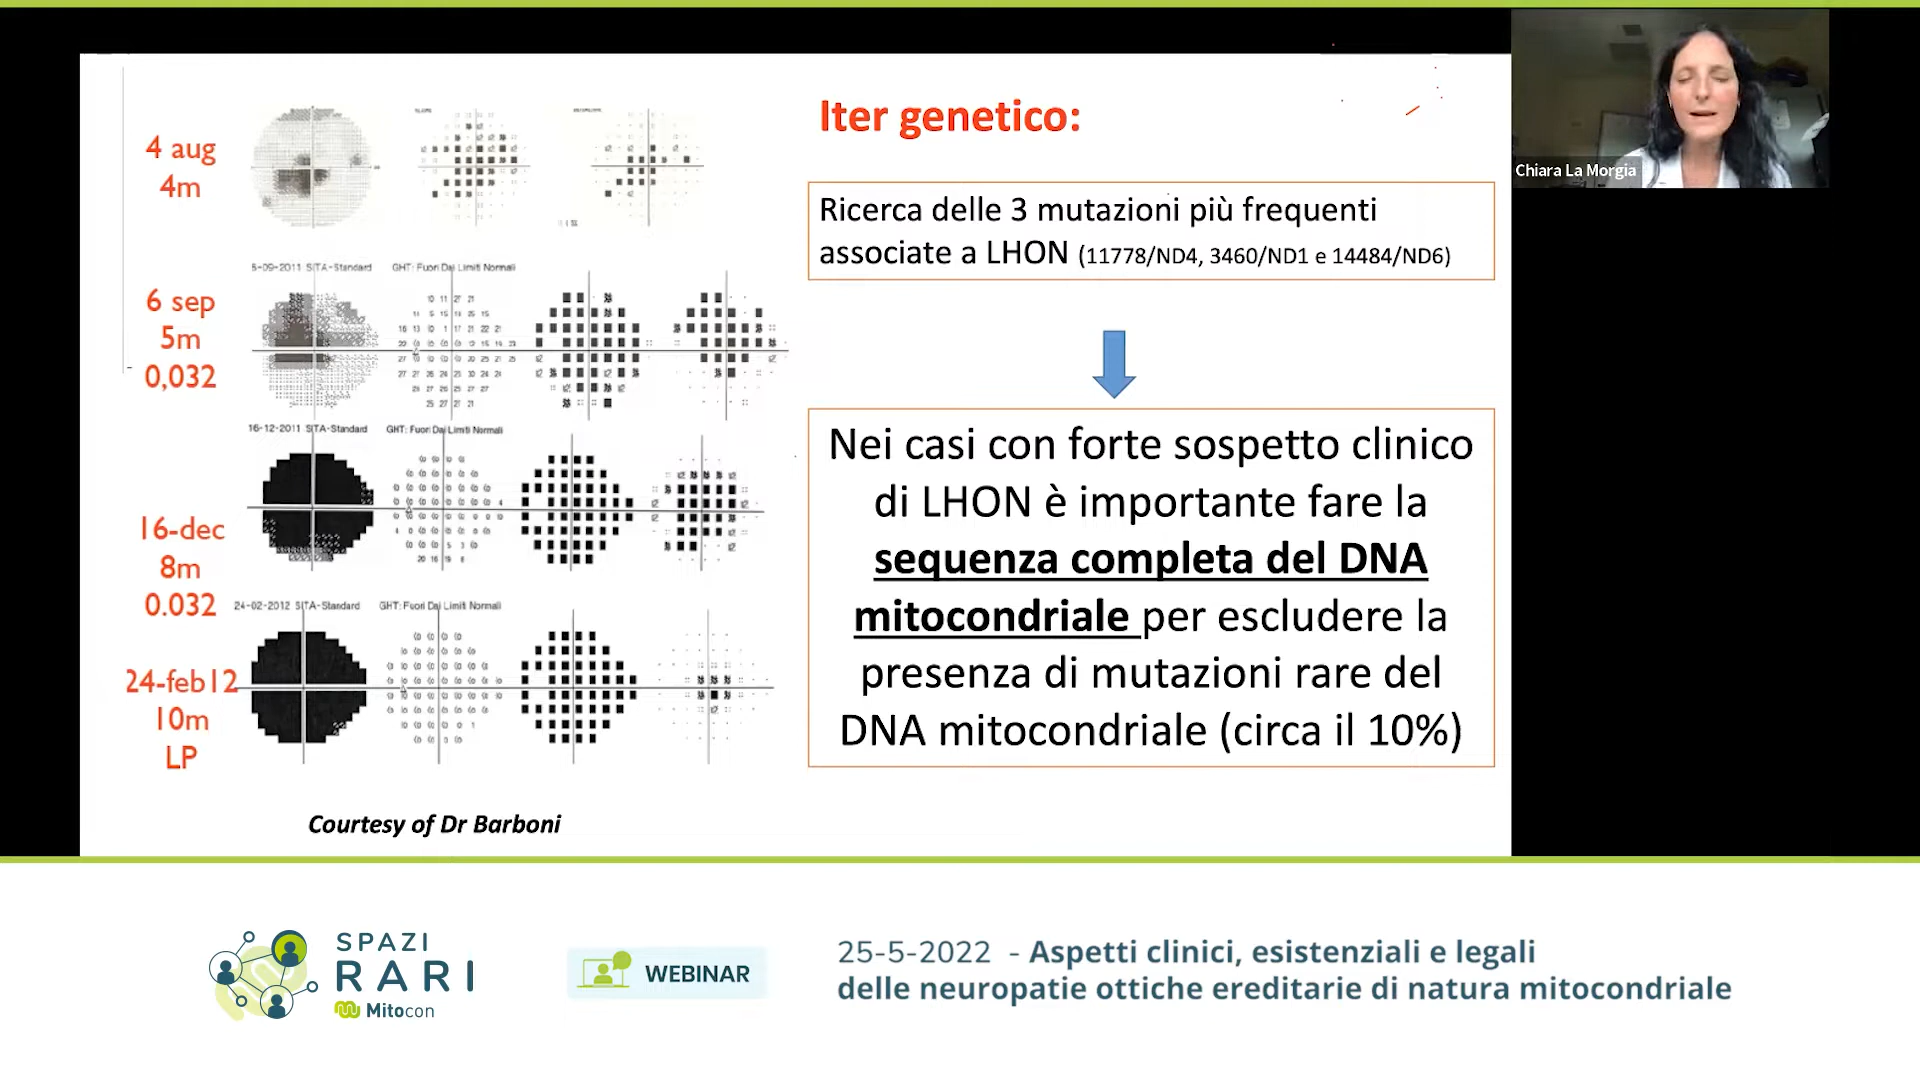 4 aug
4m
6-09-2011 SITA-Standard GHT: Fuori Dai Limiti Normali
6 sep
5m
0,032
16-12-2011 SITA-Standard GHT: Fuori Dai Limiti Normali
16-dec
8m
0.032
24-02-2012 SITA-Standard GHT: Fuori Dai Limiti Normali
24-feb12
10m
LP
Courtesy of Dr Barboni
Iter genetico:
Ricerca delle 3 mutazioni più frequenti
associate a LHON (11778/ND4, 3460/ND1 e 14484/ND6)
Nei casi con forte sospetto clinico
di LHON è importante fare la
sequenza completa del DNA
mitocondriale per escludere la
presenza di mutazioni rare del
DNA mitocondriale (circa il 10%)
Chiara La Morgia
SPAZI
RARI
Mitocon
WEBINAR
25-5-2022 - Aspetti clinici, esistenziali e legali
delle neuropatie ottiche ereditarie di natura mitocondriale